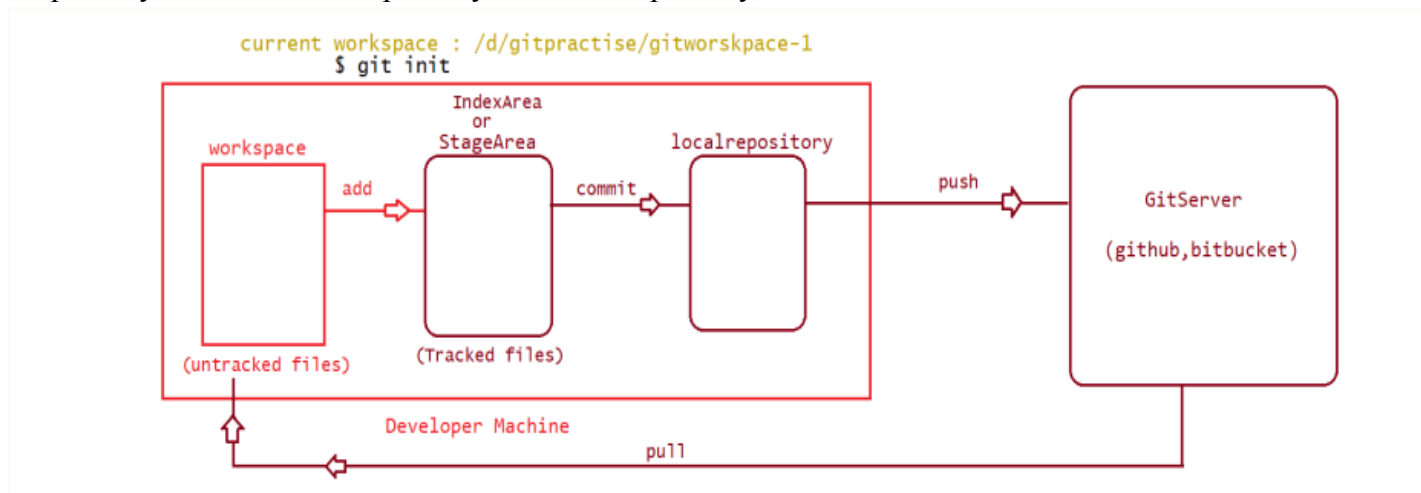 current workspace : /d/gitpractise/gitworskpace-1
$ git init
IndexArea
or
StageArea
workspace
localrepository
add
commit
push
GitServer
(github,bitbucket)
(untracked files)
(Tracked files)
Developer Machine
pull